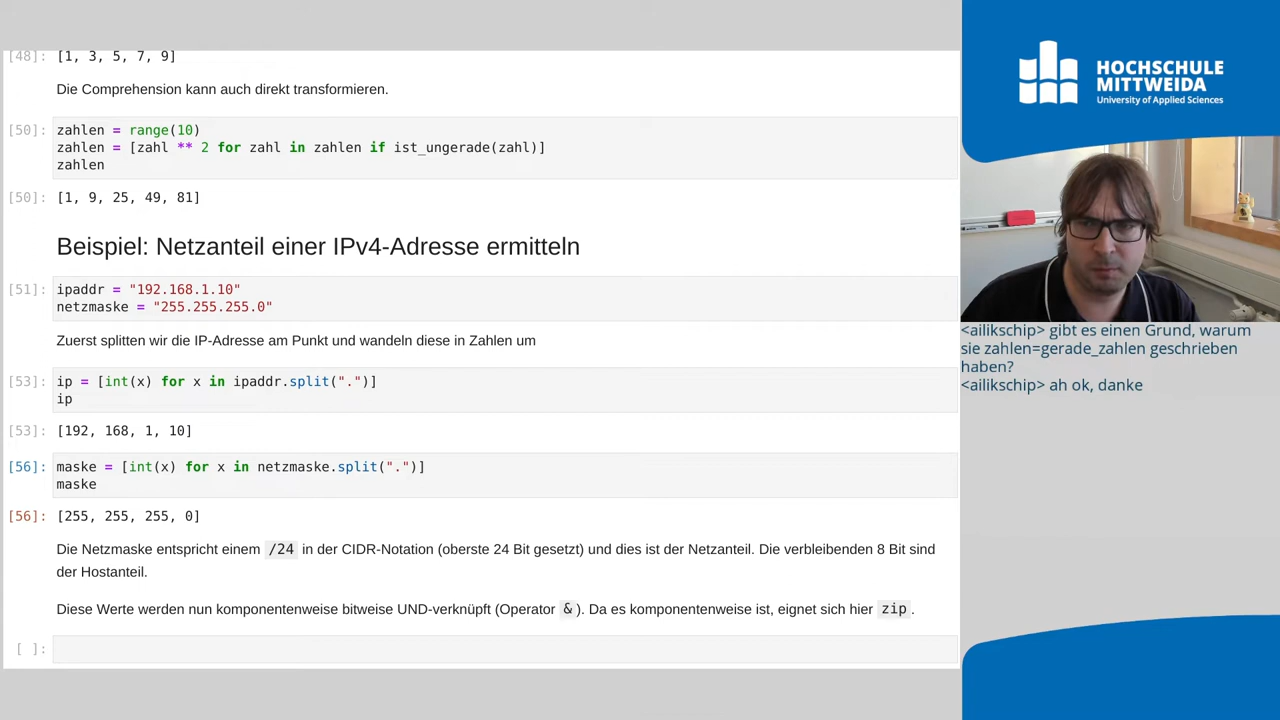 [48]: [1, 3, 5, 7, 9]
Die Comprehension kann auch direkt transformieren.
[50]: zahlen = range(10)
zahlen = [zahl ** 2 for zahl in zahlen if ist_ungerade(zahl)]
zahlen
[50]: [1, 9, 25, 49, 81]
Beispiel: Netzanteil einer IPv4-Adresse ermitteln
[51]: ipaddr = "192.168.1.10"
netzmaske = "255.255.255.0"
Zuerst splitten wir die IP-Adresse am Punkt und wandeln diese in Zahlen um
[53]: ip = [int(x) for x in ipaddr.split(".")]
ip
[53]: [192, 168, 1, 10]
[56]: maske = [int(x) for x in netzmaske.split(".")]
maske
[56]: [255, 255, 255, 0]
Die Netzmaske entspricht einem /24 in der CIDR-Notation (oberste 24 Bit gesetzt) und dies ist der Netzanteil. Die verbleibenden 8 Bit sind
der Hostanteil.
Diese Werte werden nun komponentenweise bitweise UND-verknüpft (Operator & ). Da es komponentenweise ist, eignet sich hier zip .
[ ]:
HOCHSCHULE
MITTWEIDA
University of Applied Sciences
<ailikschip> gibt es einen Grund, warum
sie zahlen=gerade_zahlen geschrieben
haben?
<ailikschip> ah ok, danke